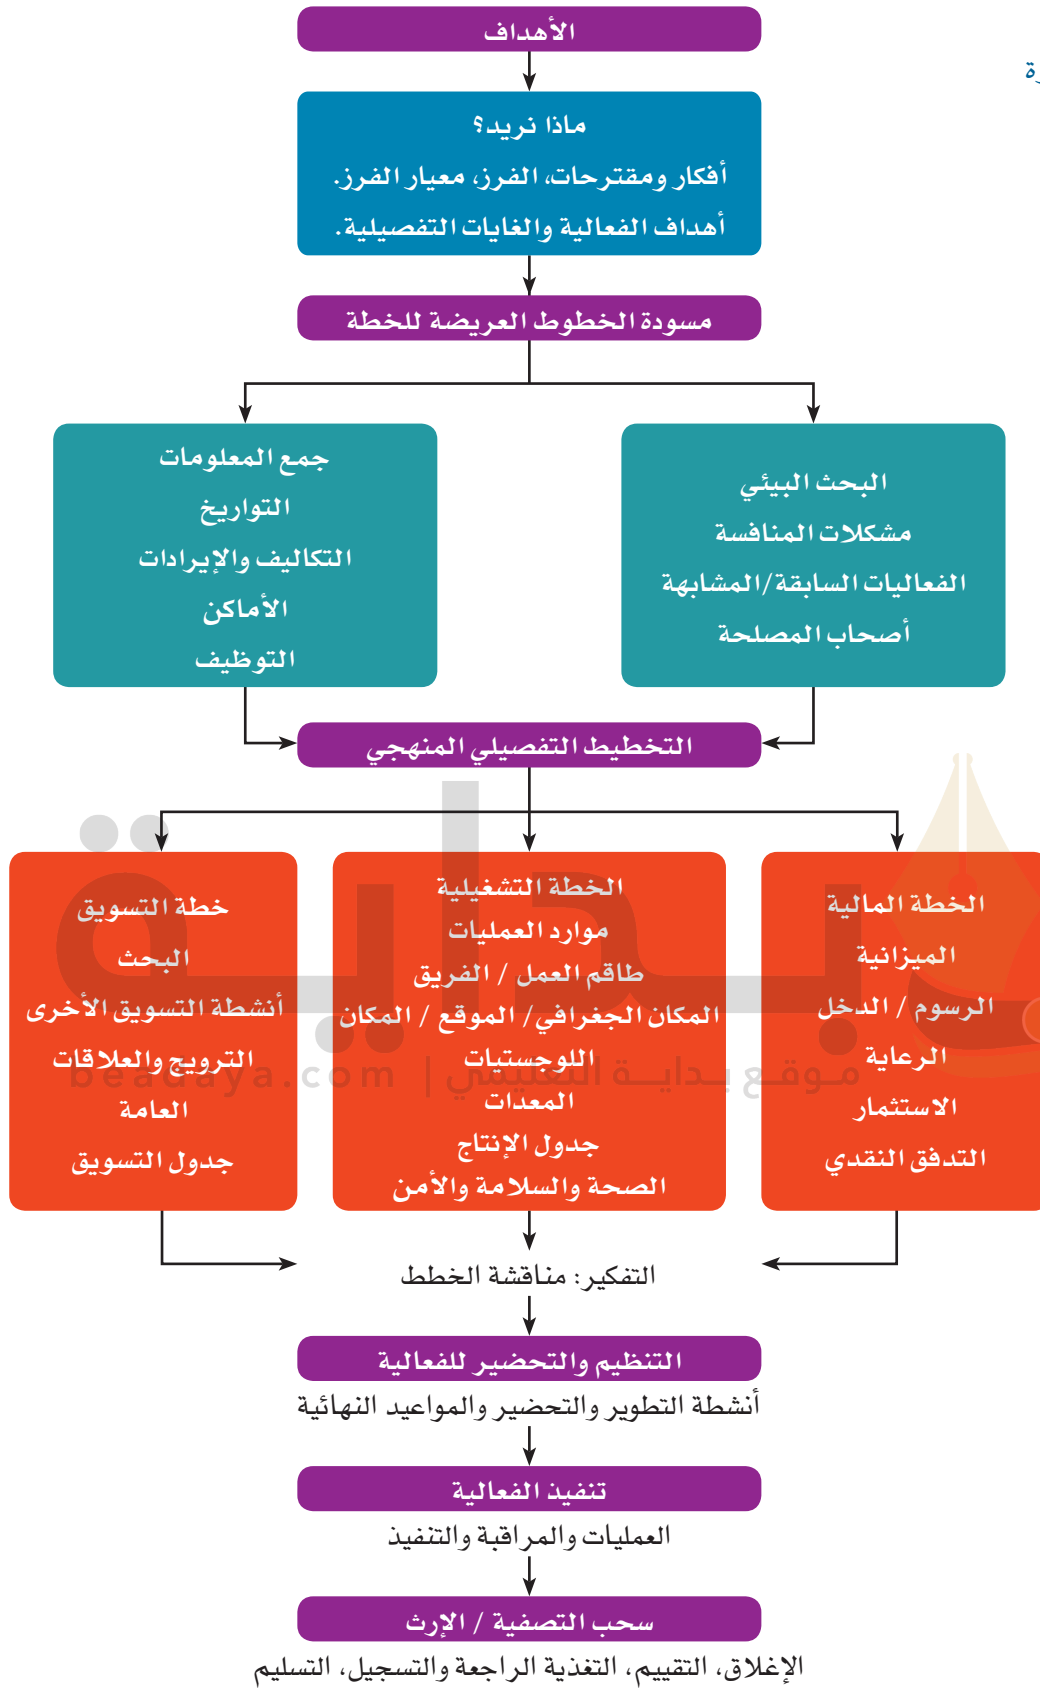 الأهداف
ماذا نريد؟
أفكار ومقترحات، الفرز، معيار الفرز.
أهداف الفعالية والغايات التفصيلية.
مسودة الخطوط العريضة للخطة
البحث البيئي
مشكلات المنافسة
الفعاليات السابقة/المشابهة
أصحاب المصلحة
جمع المعلومات
التواريخ
التكاليف والإيرادات
الأماكن
التوظيف
التخطيط التفصيلي المنهجي
الخطة المالية
الميزانية
الرسوم / الدخل
الرعاية
الاستثمار
التدفق النقدي
الخطة التشغيلية
موارد العمليات
طاقم العمل / الفريق
المكان الجغرافي/ الموقع / المكان
اللوجستيات
المعدات
جدول الإنتاج
الصحة والسلامة والأمن
خطة التسويق
البحث
أنشطة التسويق الأخرى
الترويج والعلاقات
العامة
جدول التسويق
بداية
موقع بداية التعليمي | beadaya.com
التفكير: مناقشة الخطط
التنظيم والتحضير للفعالية
أنشطة التطوير والتحضير والمواعيد النهائية
تنفيذ الفعالية
العمليات والمراقبة والتنفيذ
سحب التصفية / الإرث
الإغلاق، التقييم، التغذية الراجعة والتسجيل، التسليم